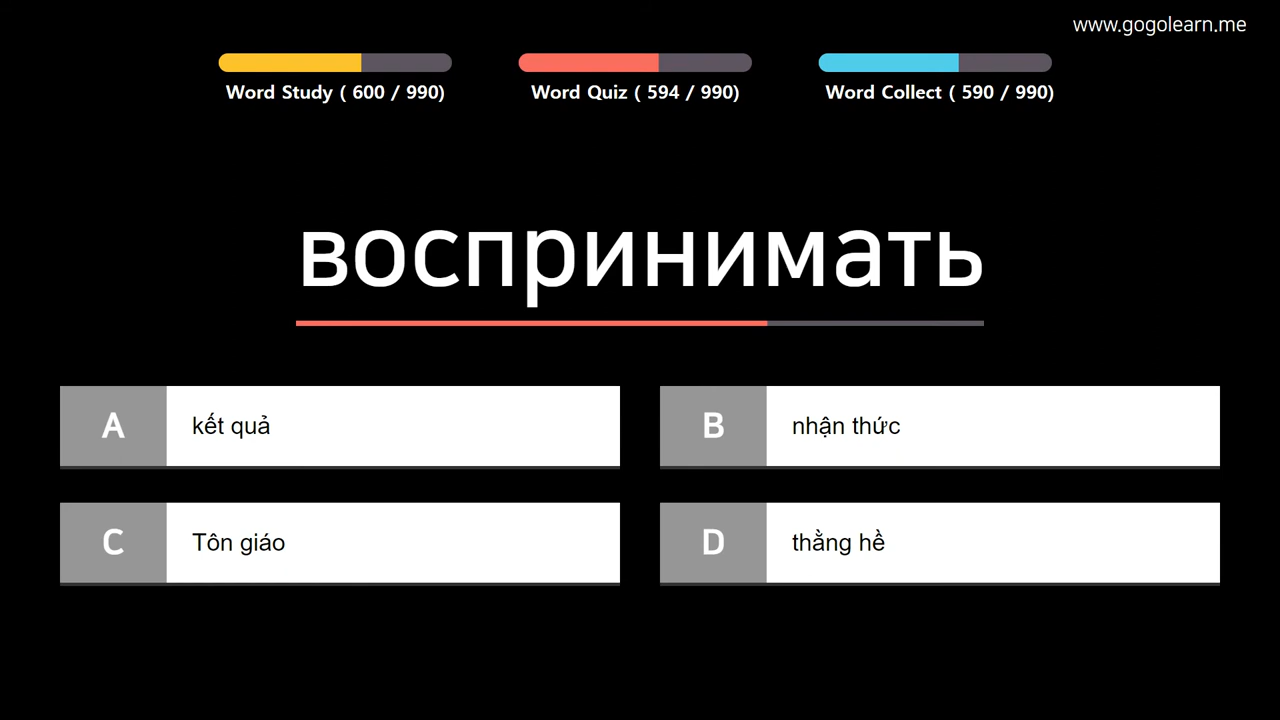 www.gogolearn.me
Word Study ( 600 / 990)
Word Quiz ( 594 / 990)
Word Collect ( 590 / 990)
воспринимать
A kết quả
B nhận thức
C Tôn giáo
D thằng hề